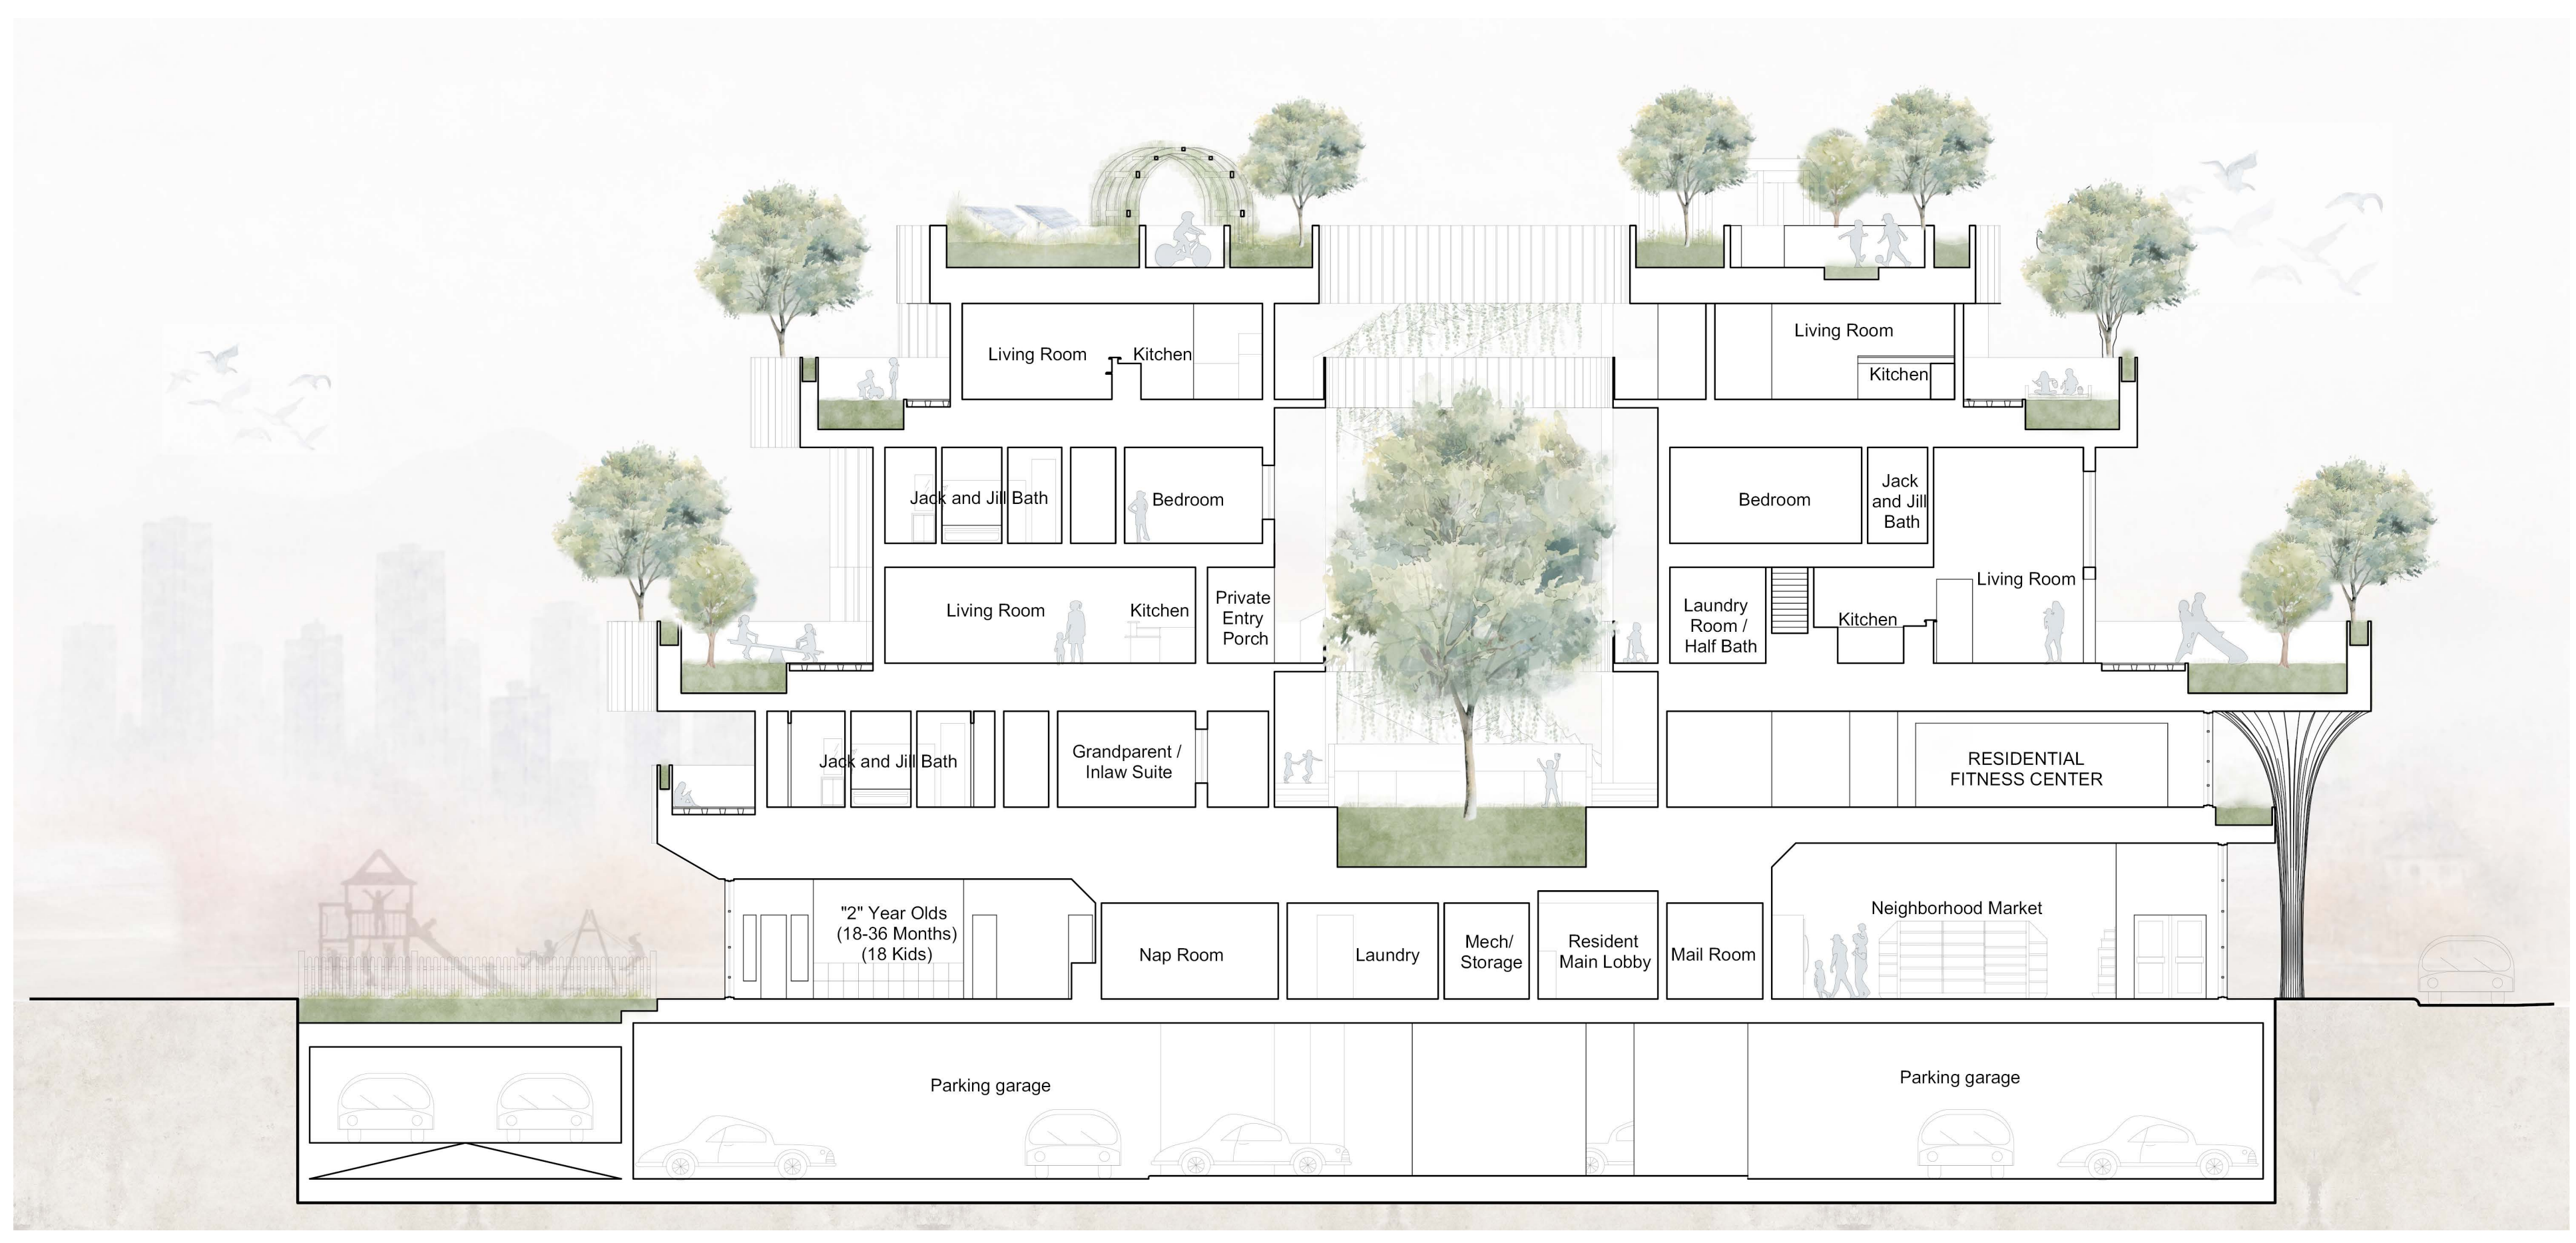 Living Room
Kitchen
Living Room
Kitchen
Jack and Jill Bath
Bedroom
Bedroom
Jack
and Jill
Bath
Living Room
Kitchen
Private
Entry
Porch
Laundry
Room /
Half Bath
Kitchen
Living Room
Jack and Jill Bath
Grandparent /
Inlaw Suite
RESIDENTIAL
FITNESS CENTER
"2" Year Olds
(18-36 Months)
(18 Kids)
Nap Room
Laundry
Mech/
Storage
Resident
Main Lobby
Mail Room
Neighborhood Market
Parking garage
Parking garage